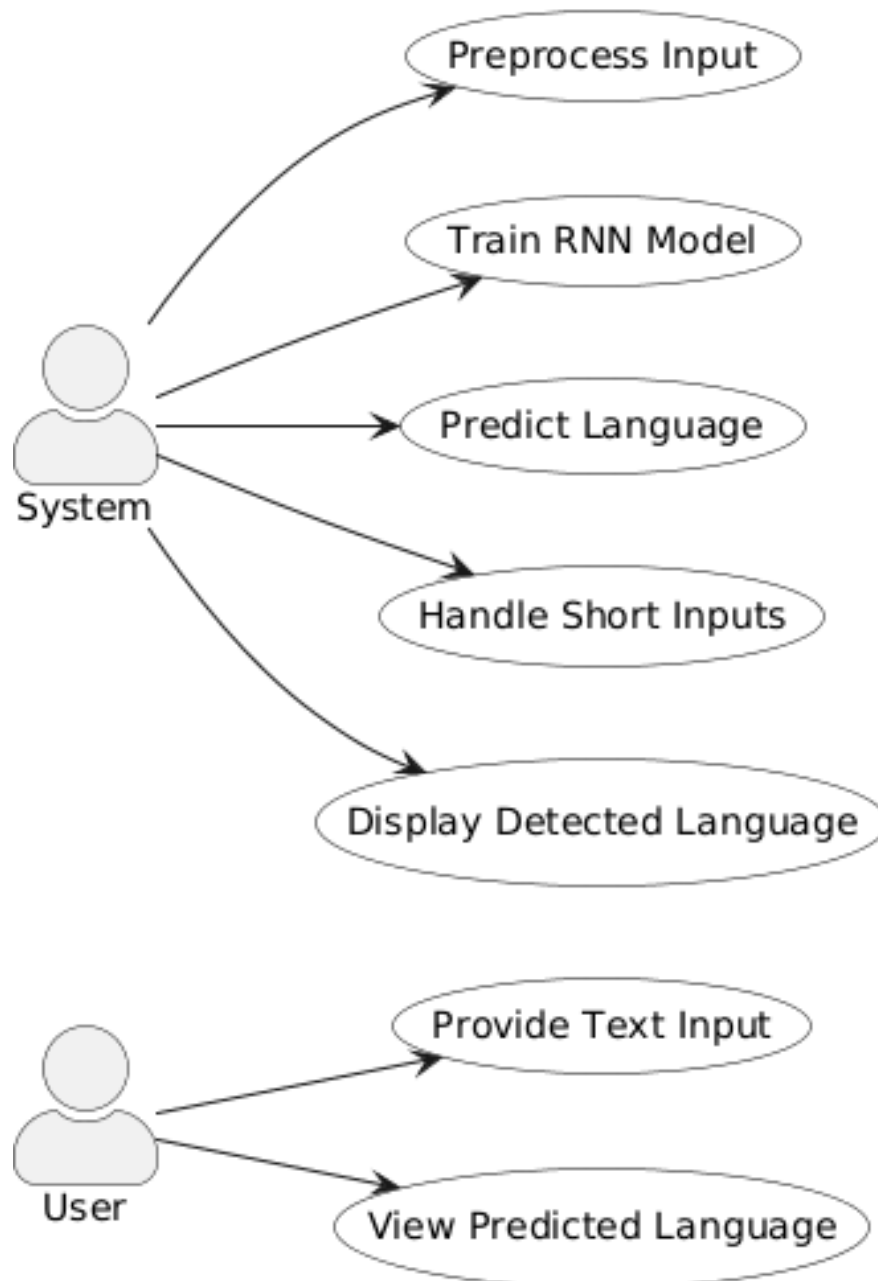 Preprocess Input
Train RNN Model
Predict Language
System
Handle Short Inputs
Display Detected Language
Provide Text Input
User
View Predicted Language